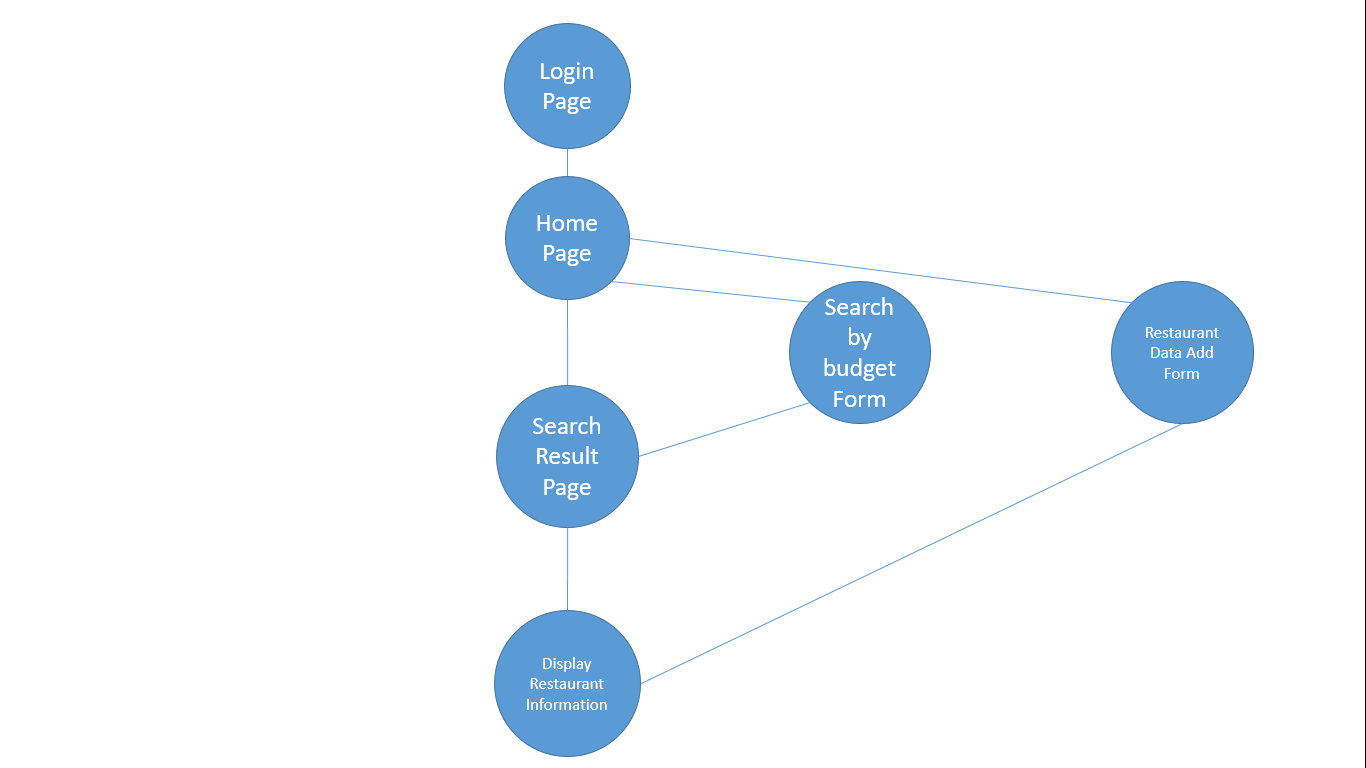 Login
Page
Home
Page
Search
by
budget
Form
Restaurant
Data Add
Form
Search
Result
Page
Display
Restaurant
Information